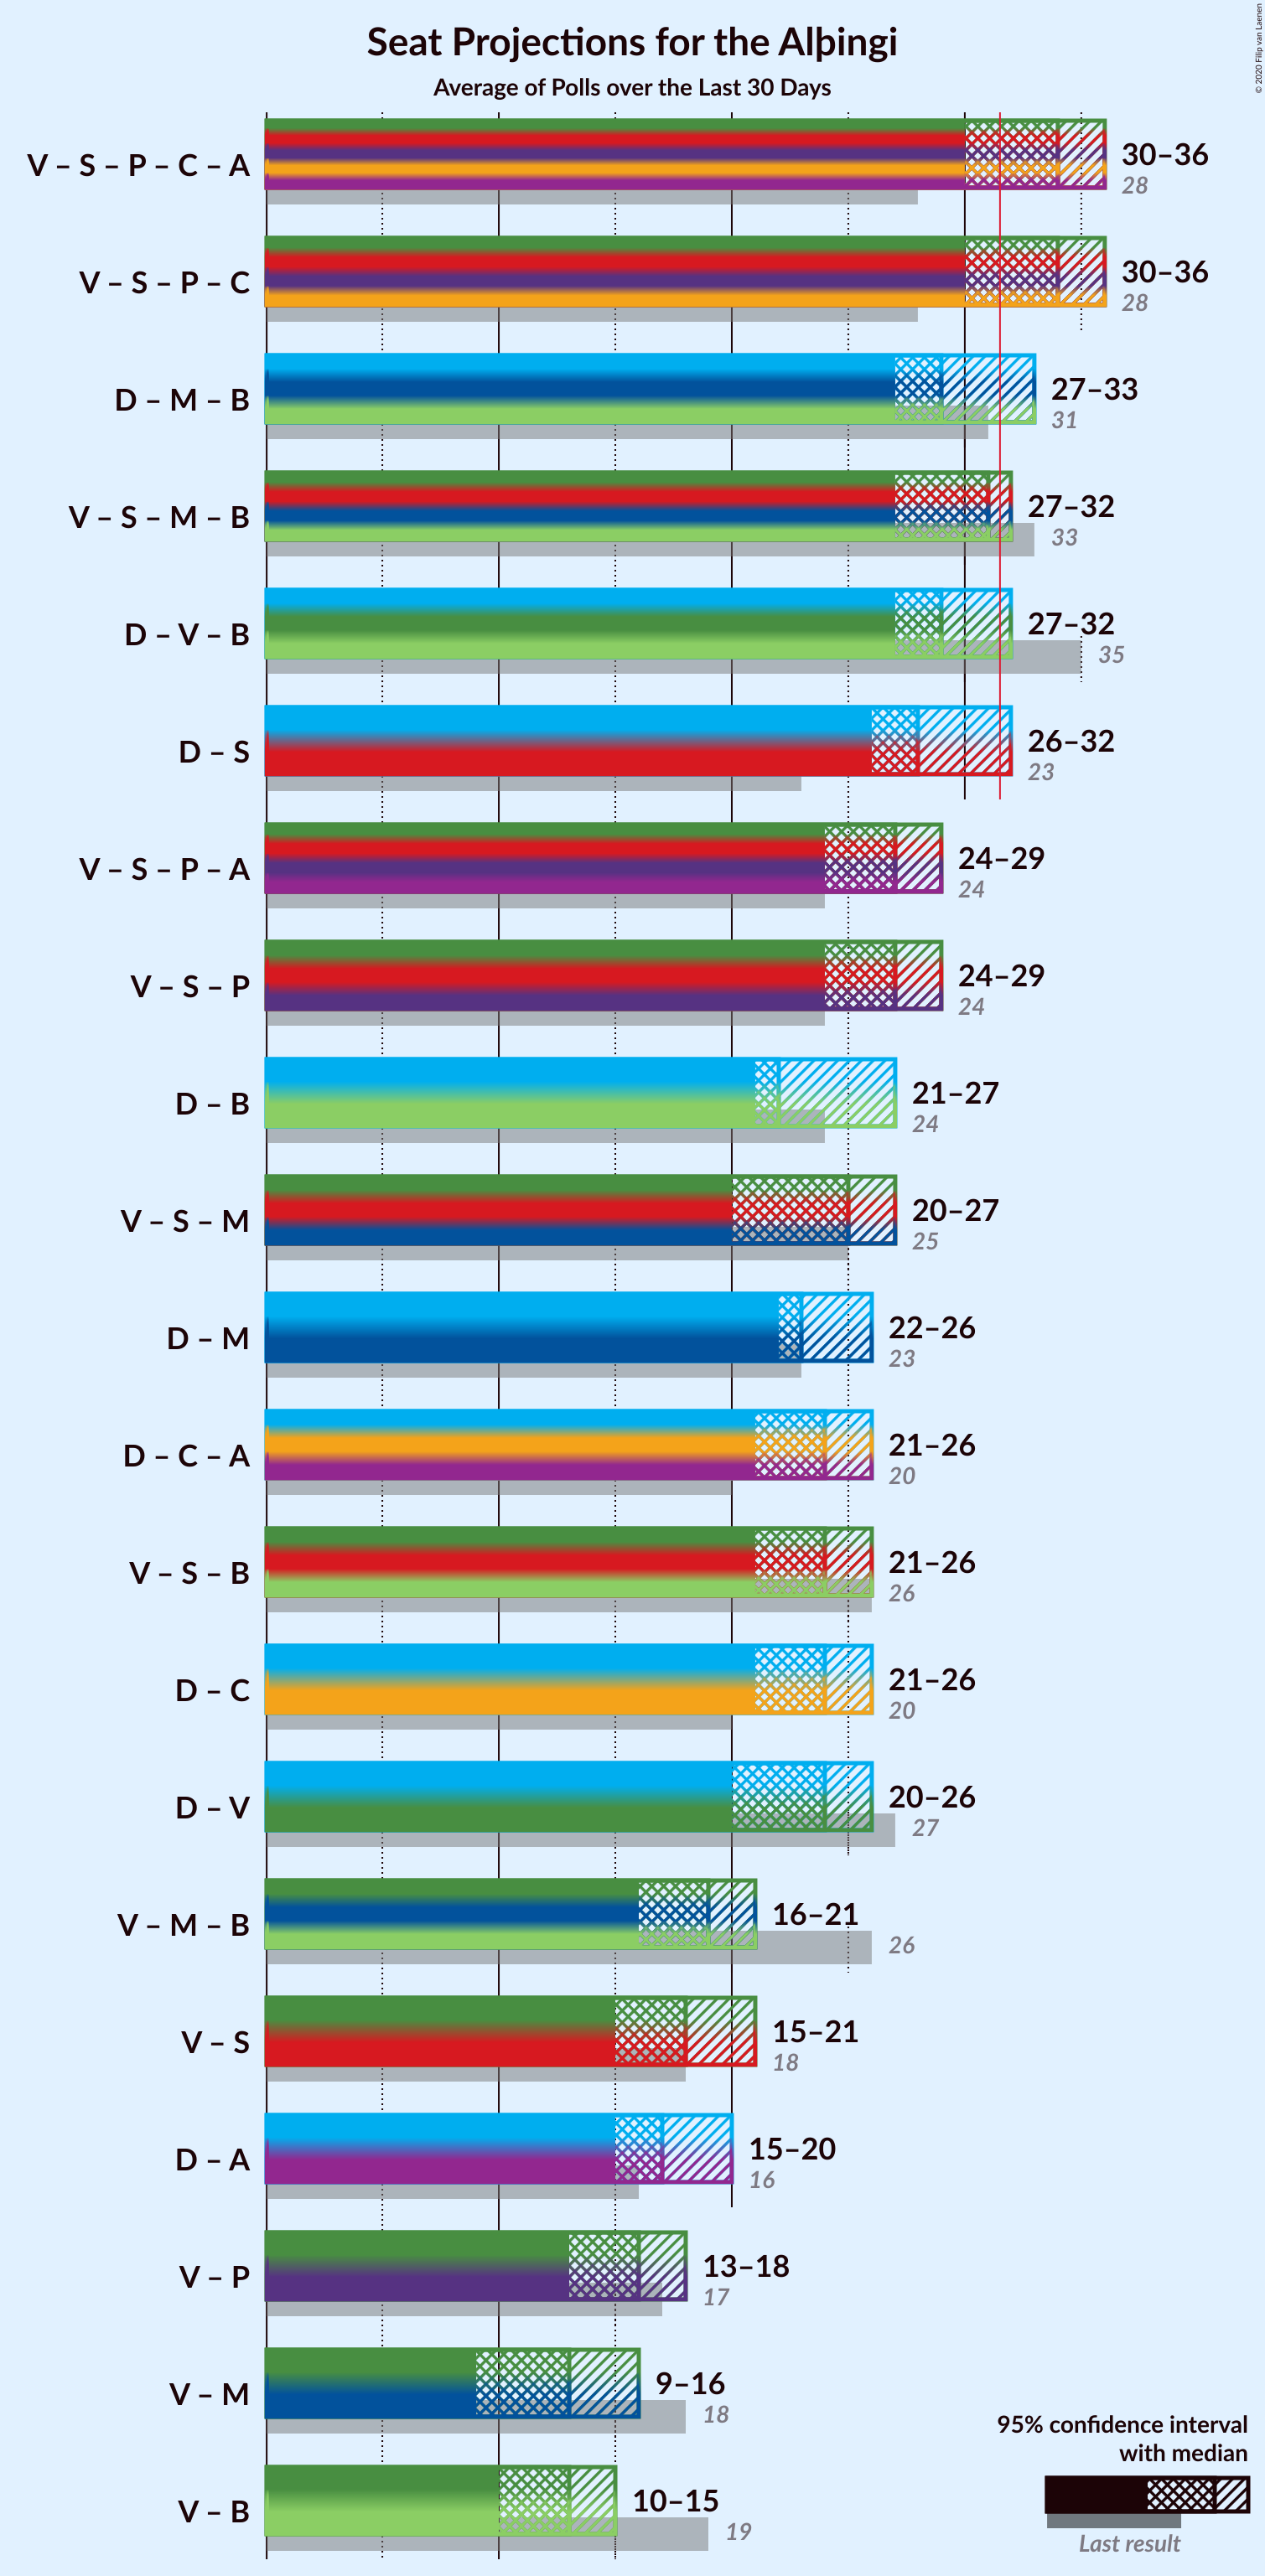 © 2020 Filip van Laenen
Seat Projections for the Alþingi
Average of Polls over the Last 30 Days
V – S – P – C – A
30–36
28
V – S – P – C
30–36
28
D – M – B
27–33
31
V – S – M – B
27–32
33
D – V – B
27–32
35
D – S
26–32
23
V – S – P – A
24–29
24
V – S – P
24–29
24
D – B
21–27
24
V – S – M
20–27
25
D – M
22–26
23
D – C – A
21–26
20
V – S – B
21–26
26
D – C
21–26
20
D – V
20–26
27
V – M – B
16–21
26
V – S
15–21
18
D – A
15–20
16
V – P
13–18
17
V – M
9–16
18
V – B
10–15
19
95% confidence interval
with median
Last result